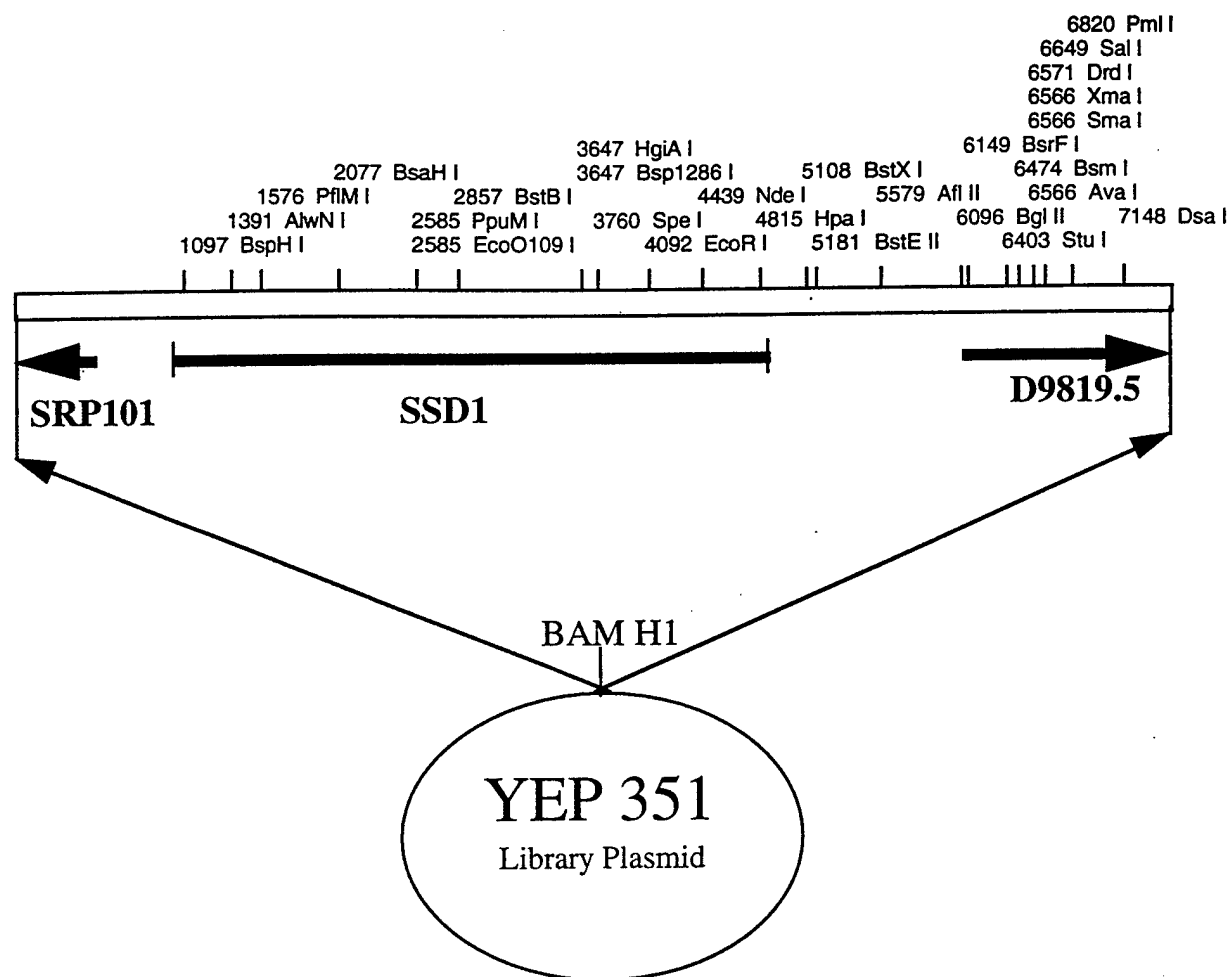 6820 Pml I
6649 Sal I
6571 Drd I
6566 Xma I
6566 Sma I
3647 HgiA I 6149 BsrF I
2077 BsaH I 3647 Bsp1286 I 5108 BstX I 6474 Bsm I
1576 PflM I 2857 BstB I 4439 Nde I 5579 Afl II 6566 Ava I
1391 AlwN I 2585 PpuM I 3760 Spe I 4815 Hpa I 6096 Bgl II 7148 Dsa I
1097 BspH I 2585 EcoO109 I 4092 EcoR I 5181 BstE II 6403 Stu I
SRP101 SSD1 D9819.5
BAM H1
YEP 351
Library Plasmid